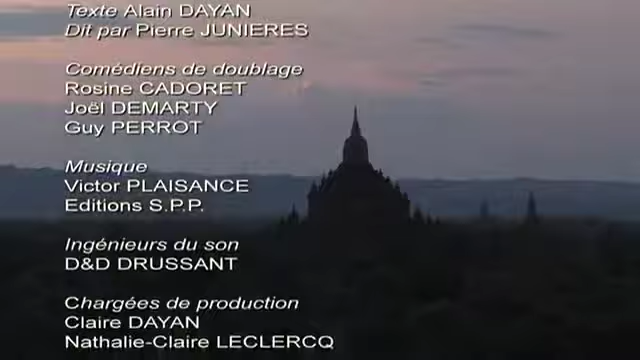 Texte Alain DAYAN
Dit par Pierre JUNIERES
Comédiens de doublage
Rosine CADORET
Joël DEMARTY
Guy PERROT
Musique
Victor PLAISANCE
Editions S.P.P.
Ingénieurs du son
D&D DRUSSANT
Chargées de production
Claire DAYAN
Nathalie-Claire LECLERCQ